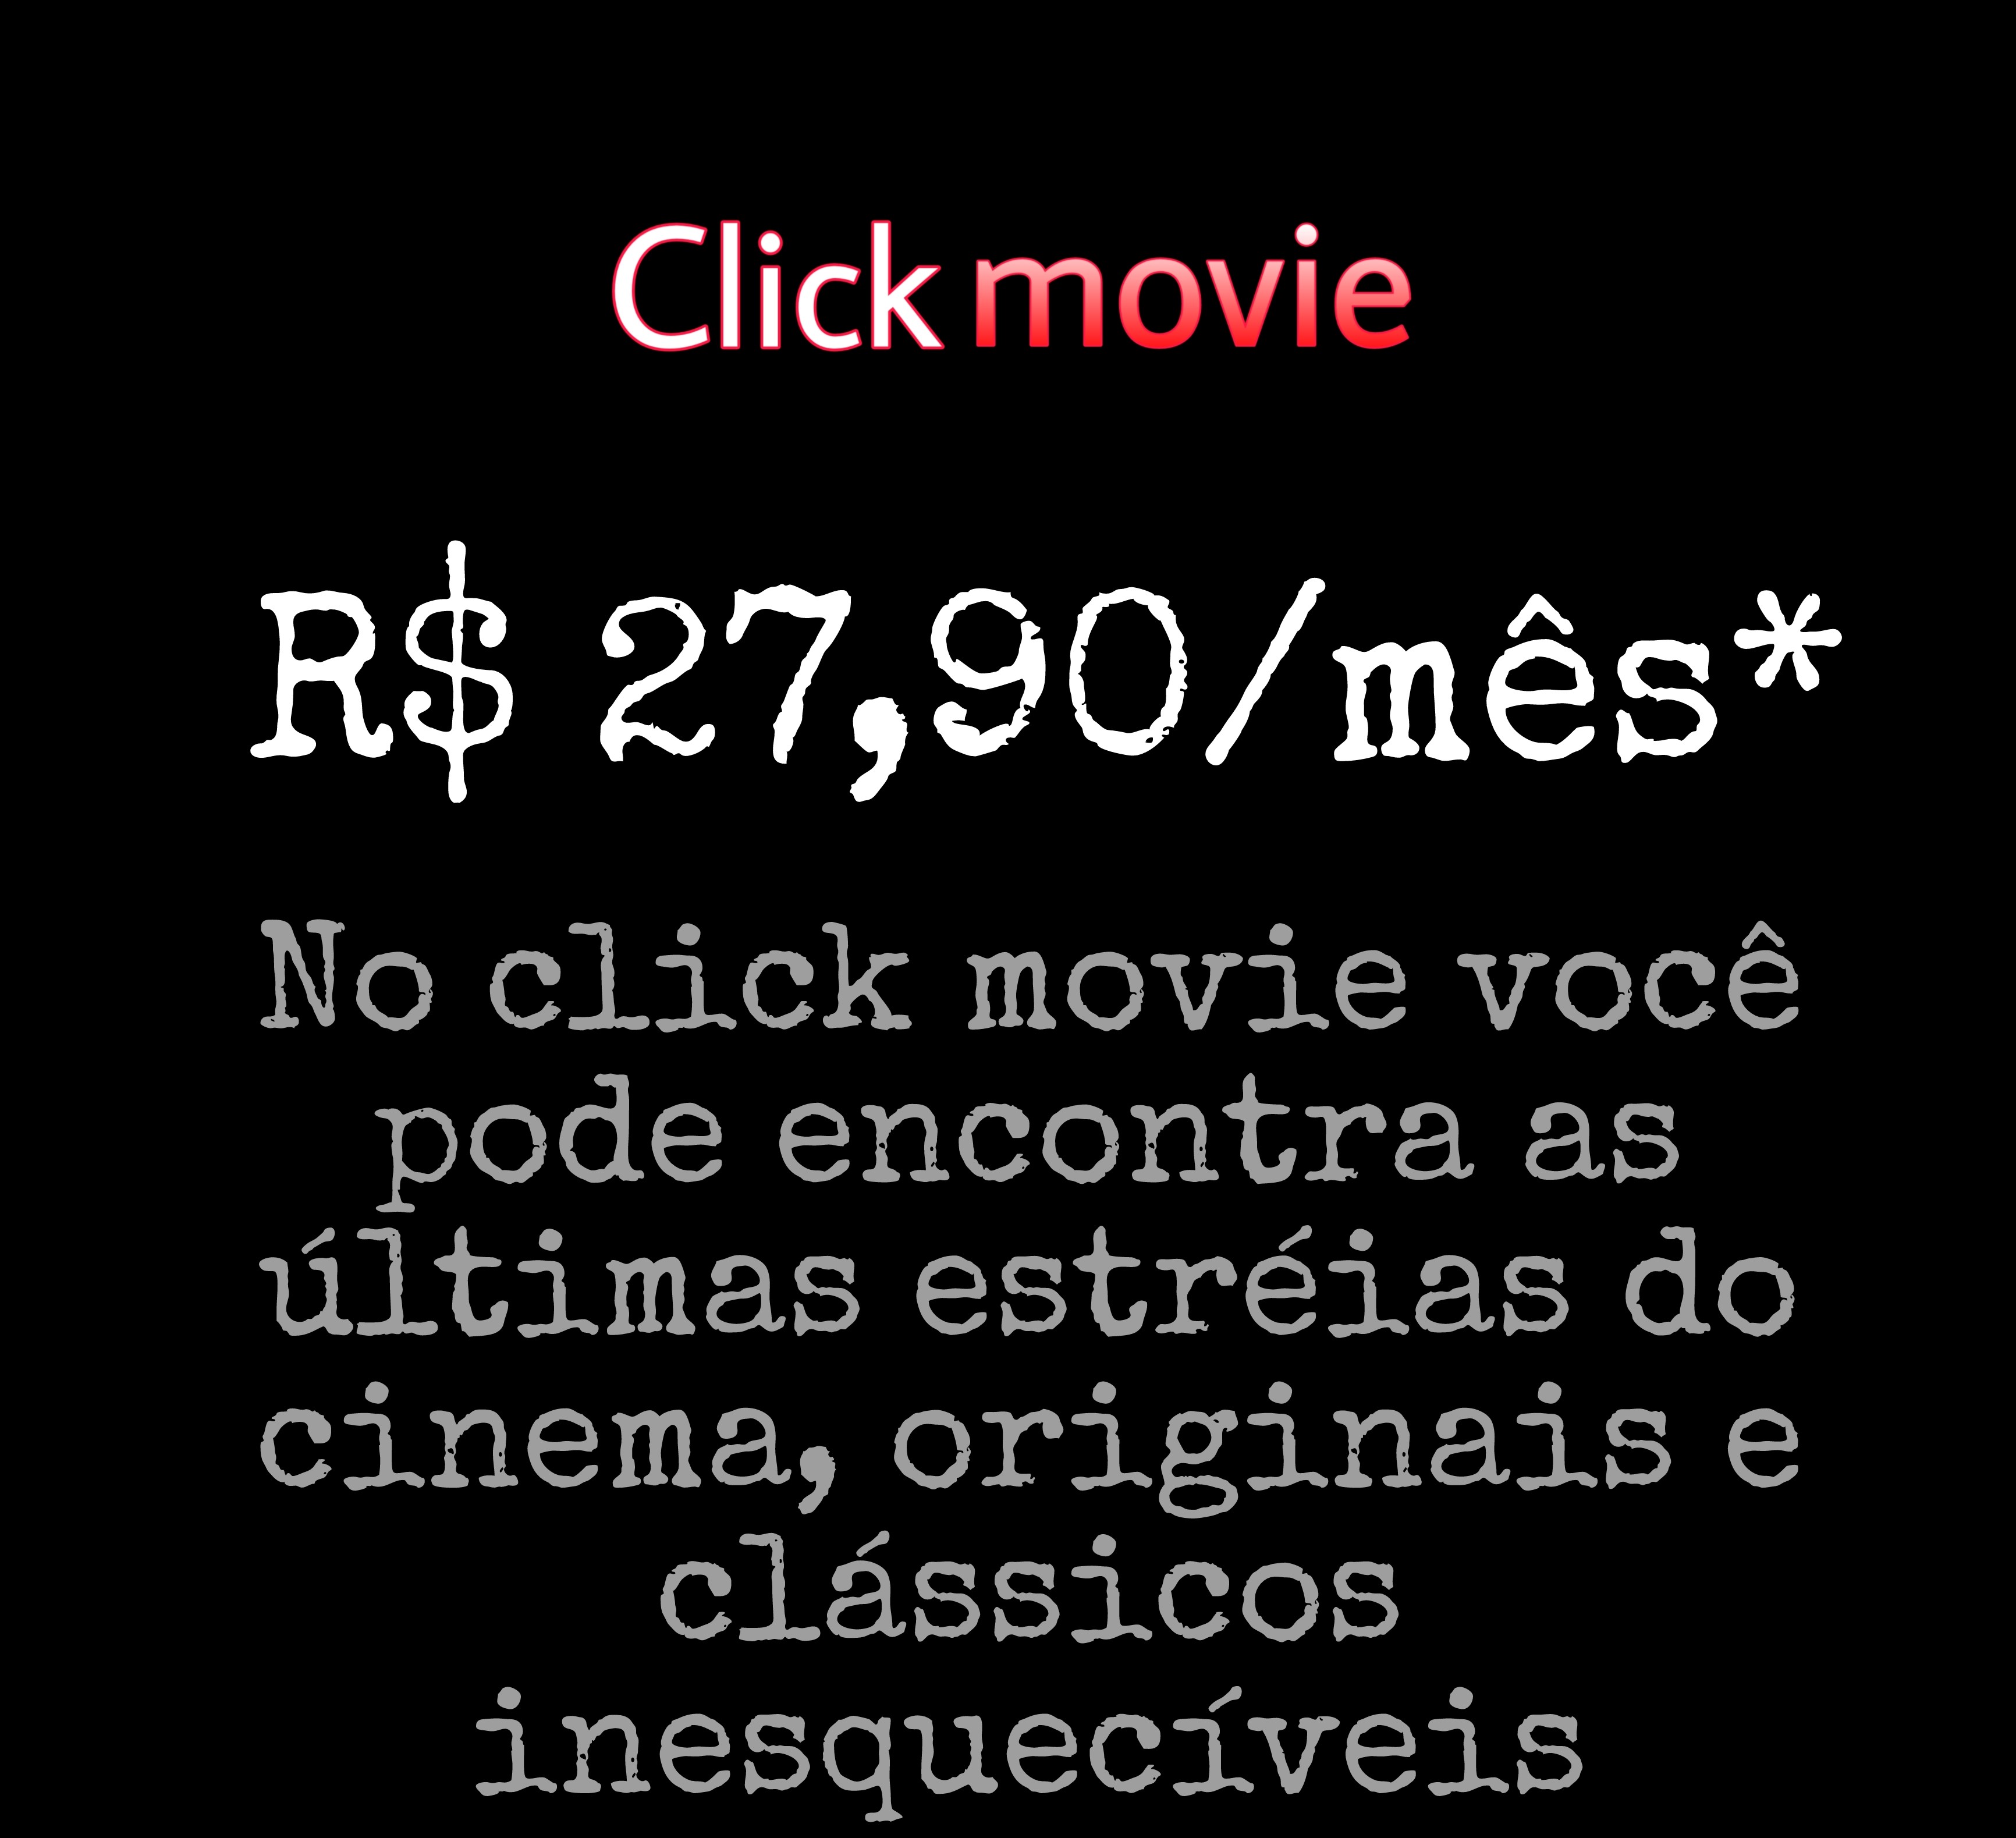 Click movie
R$ 27,90/mês*
No click movie você
pode encontra as
últimas estréias do
cinema, originais e
clássicos
inesquecíveis